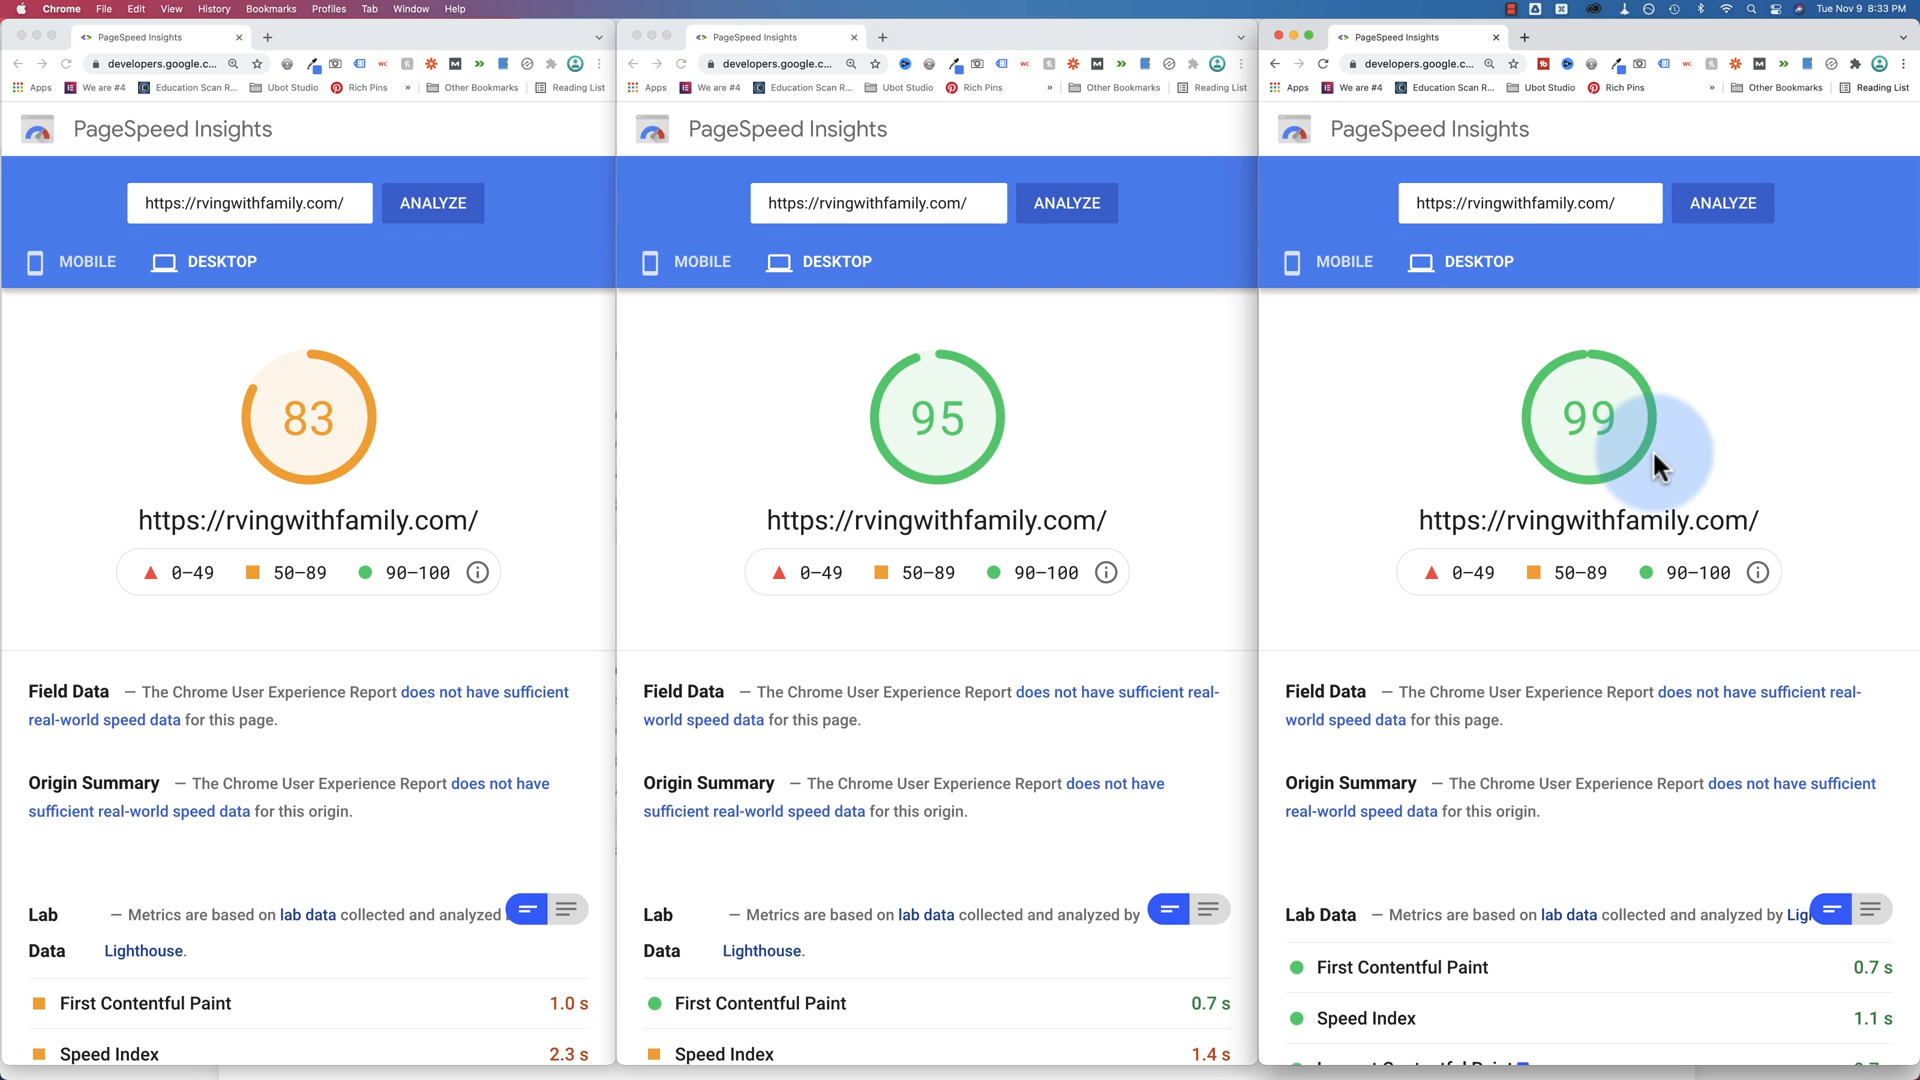 Chrome File Edit View History Bookmarks Profiles Tab Window Help
Tue Nov 9 8:33 PM
PageSpeed Insights
developers.google.c...
Apps We are #4 Education Scan R... Ubot Studio Rich Pins » Other Bookmarks Reading List
PageSpeed Insights
https://rvingwithfamily.com/ ANALYZE
MOBILE DESKTOP
83
https://rvingwithfamily.com/
0–49 50–89 90–100
Field Data — The Chrome User Experience Report does not have sufficient
real-world speed data for this page.
Origin Summary — The Chrome User Experience Report does not have
sufficient real-world speed data for this origin.
Lab — Metrics are based on lab data collected and analyzed
Data Lighthouse.
First Contentful Paint 1.0 s
Speed Index 2.3 s
PageSpeed Insights
developers.google.c...
Apps We are #4 Education Scan R... Ubot Studio Rich Pins » Other Bookmarks Reading List
PageSpeed Insights
https://rvingwithfamily.com/ ANALYZE
MOBILE DESKTOP
95
https://rvingwithfamily.com/
0–49 50–89 90–100
Field Data — The Chrome User Experience Report does not have sufficient real-
world speed data for this page.
Origin Summary — The Chrome User Experience Report does not have
sufficient real-world speed data for this origin.
Lab — Metrics are based on lab data collected and analyzed by
Data Lighthouse.
First Contentful Paint 0.7 s
Speed Index 1.4 s
PageSpeed Insights
developers.google.c...
Apps We are #4 Education Scan R... Ubot Studio Rich Pins » Other Bookmarks Reading List
PageSpeed Insights
https://rvingwithfamily.com/ ANALYZE
MOBILE DESKTOP
99
https://rvingwithfamily.com/
0–49 50–89 90–100
Field Data — The Chrome User Experience Report does not have sufficient real-
world speed data for this page.
Origin Summary — The Chrome User Experience Report does not have sufficient
real-world speed data for this origin.
Lab Data — Metrics are based on lab data collected and analyzed by
First Contentful Paint 0.7 s
Speed Index 1.1 s